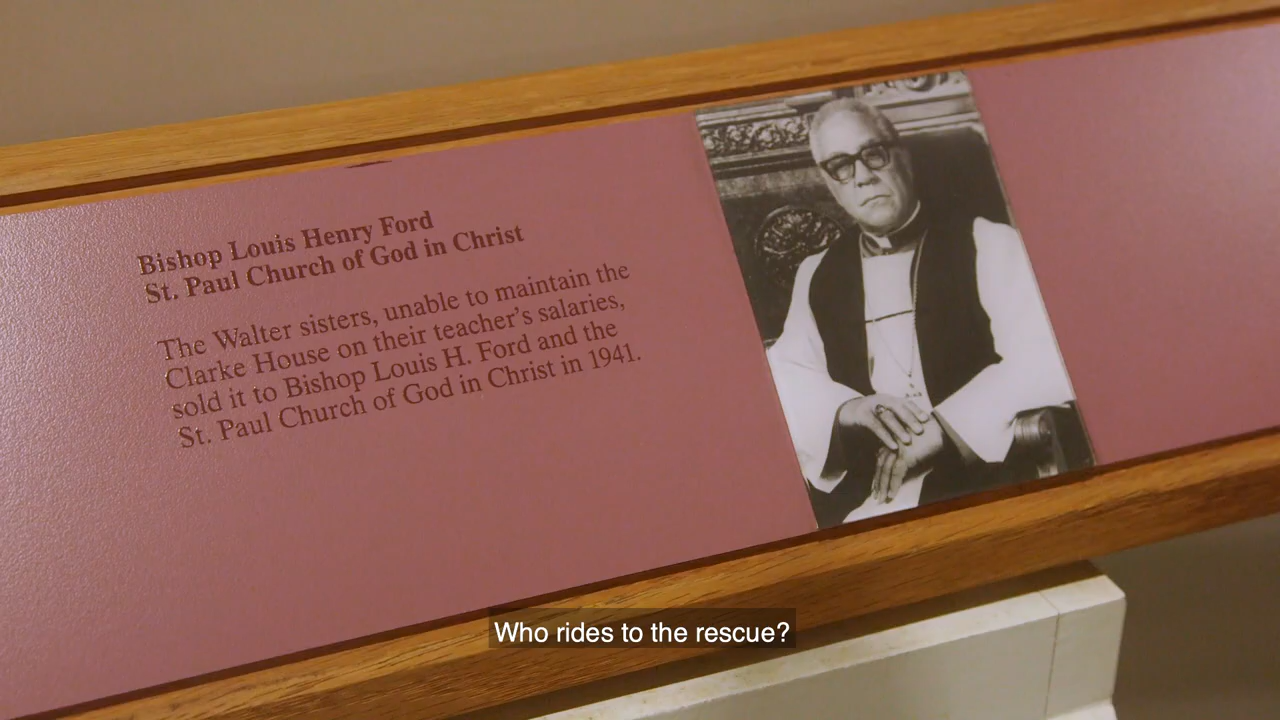 Bishop Louis Henry Ford
St. Paul Church of God in Christ
The Walter sisters, unable to maintain the
Clarke House on their teacher's salaries,
sold it to Bishop Louis H. Ford and the
St. Paul Church of God in Christ in 1941.
Who rides to the rescue?